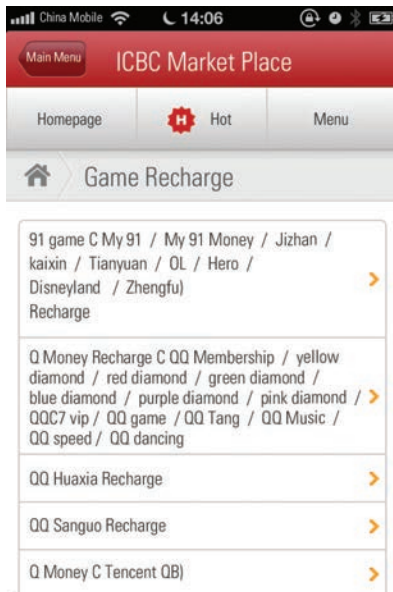 China Mobile 14:06
Main Menu ICBC Market Place
Homepage H Hot Menu
Game Recharge
91 game C My 91 / My 91 Money / Jizhan /
kaixin / Tianyuan / OL / Hero /
Disneyland / Zhengfu)
Recharge
Q Money Recharge C QQ Membership / yellow
diamond / red diamond / green diamond /
blue diamond / purple diamond / pink diamond /
QQC7 vip / QQ game / QQ Tang / QQ Music /
QQ speed / QQ dancing
QQ Huaxia Recharge
QQ Sanguo Recharge
Q Money C Tencent QB)